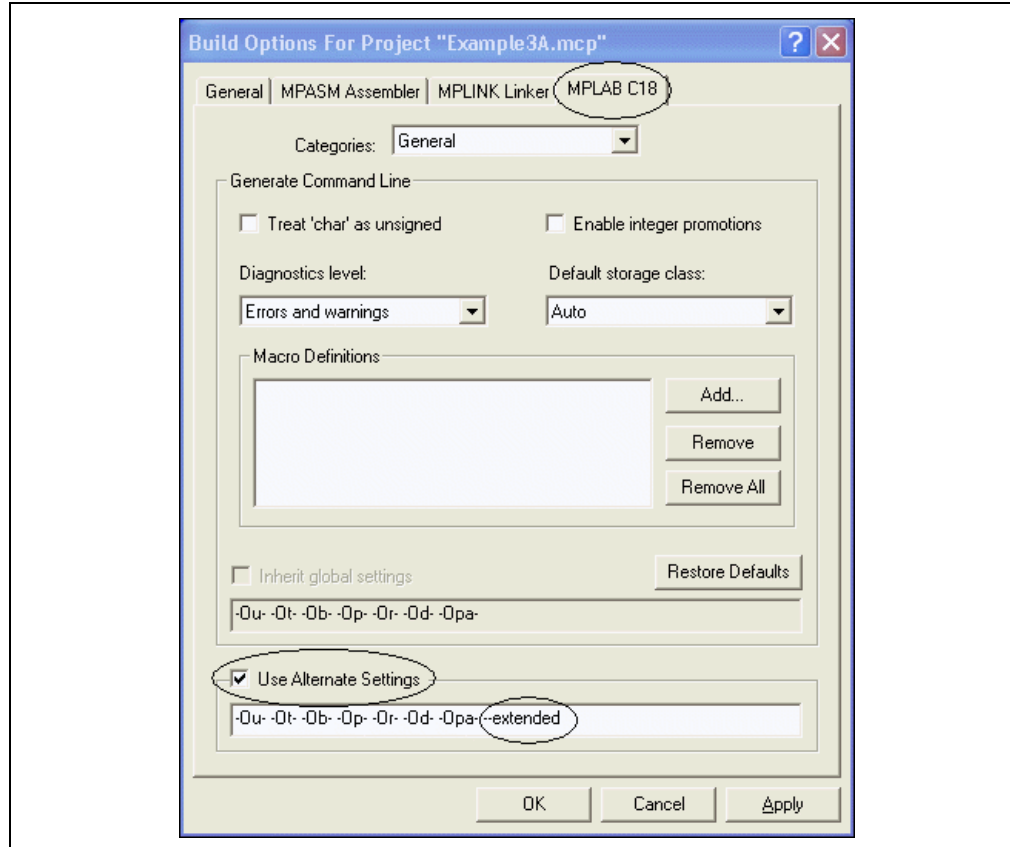 Build Options For Project "Example3A.mcp"
General MPASM Assembler MPLINK Linker MPLAB C18
Categories: General
Generate Command Line
Treat 'char' as unsigned Enable integer promotions
Diagnostics level: Default storage class:
Errors and warnings Auto
Macro Definitions
Add...
Remove
Remove All
Inherit global settings Restore Defaults
-Ou- -Ot- -Ob- -Op- -Or- -Od- -Opa-
Use Alternate Settings
-Ou- -Ot- -Ob- -Op- -Or- -Od- -Opa- --extended
OK Cancel Apply